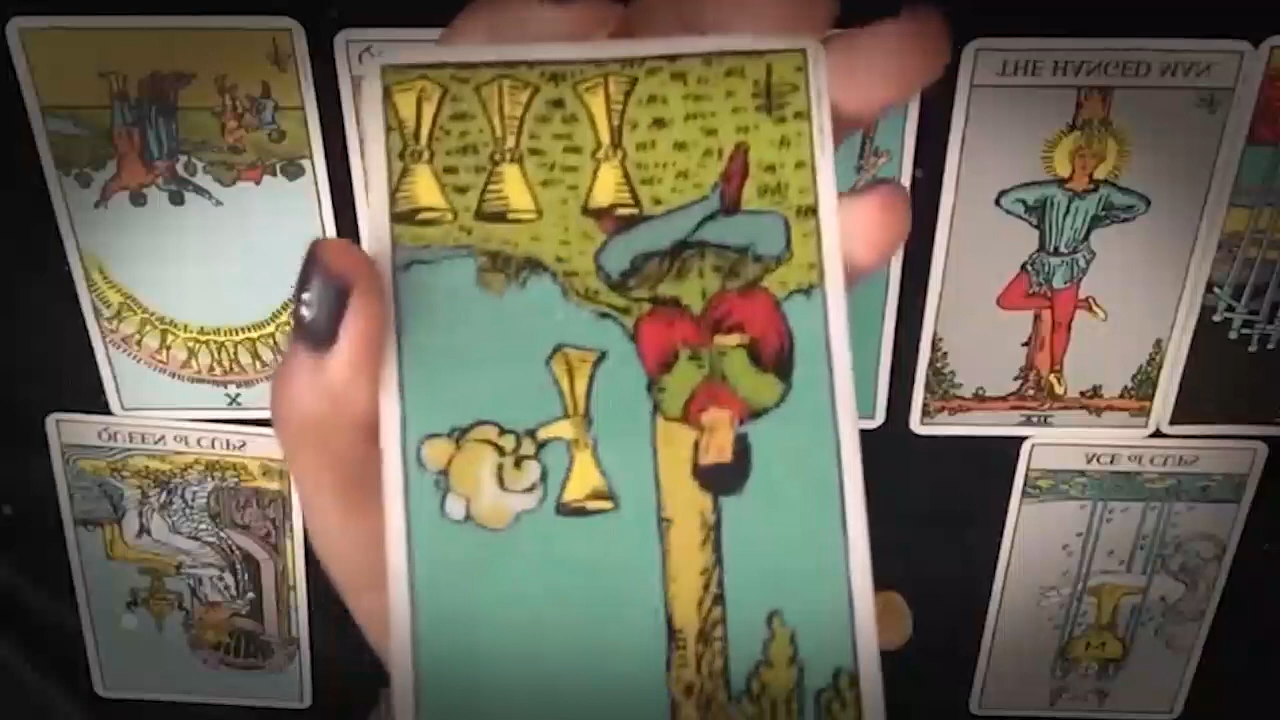 THE HANGED MAN.
XII
X
QUEEN of CUPS
ACE of CUPS